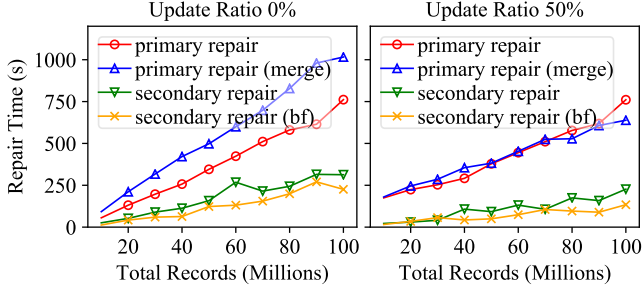 Update Ratio 0%
Update Ratio 50%
Repair Time (s)
1000
750
500
250
0
primary repair
primary repair (merge)
secondary repair
secondary repair (bf)
primary repair
primary repair (merge)
secondary repair
secondary repair (bf)
20 40 60 80 100
20 40 60 80 100
Total Records (Millions)
Total Records (Millions)